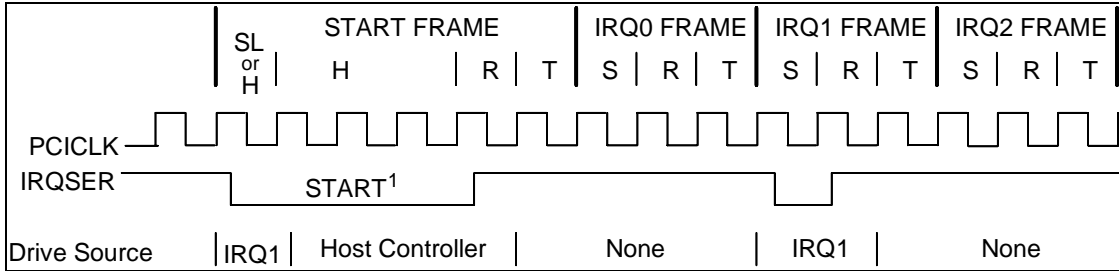 START FRAME IRQ0 FRAME IRQ1 FRAME IRQ2 FRAME
SL or H H R T S R T S R T S R T
PCICLK
IRQSER START1
Drive Source IRQ1 Host Controller None IRQ1 None